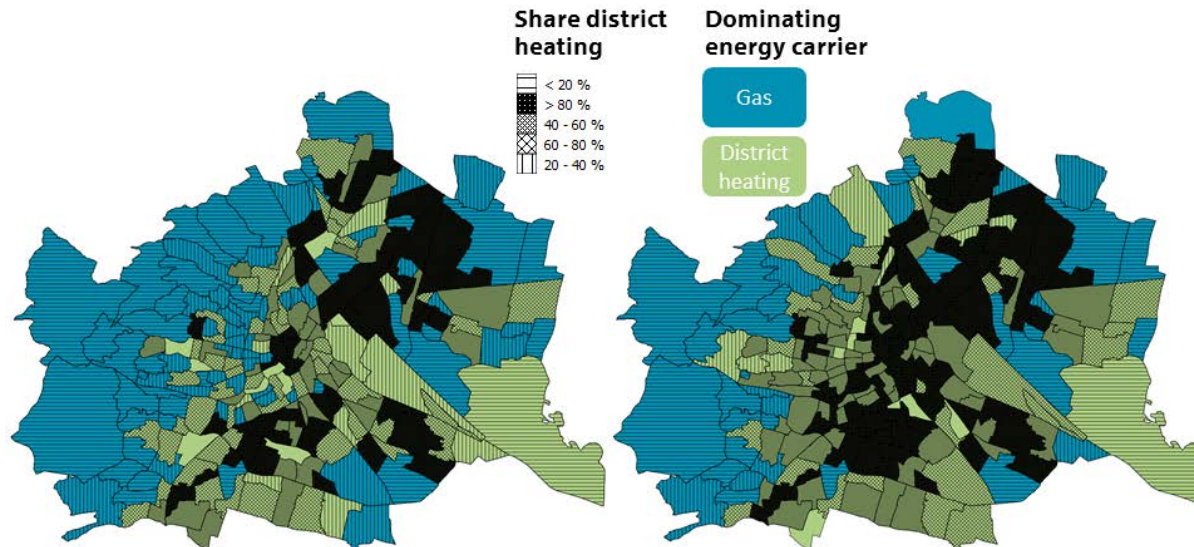 Share district
heating
< 20 %
> 80 %
40 - 60 %
60 - 80 %
20 - 40 %
Dominating
energy carrier
Gas
District
heating